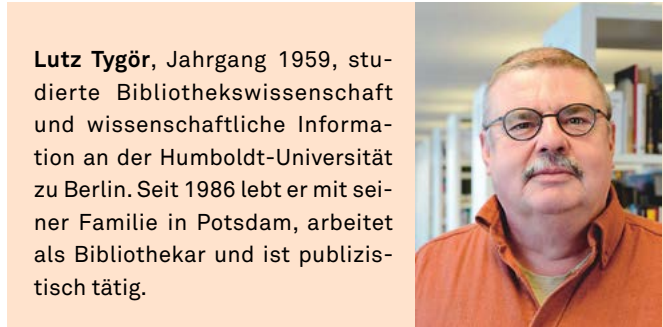 Lutz Tygör, Jahrgang 1959, stu-
dierte Bibliothekswissenschaft
und wissenschaftliche Informa-
tion an der Humboldt-Universität
zu Berlin. Seit 1986 lebt er mit sei-
ner Familie in Potsdam, arbeitet
als Bibliothekar und ist publizis-
tisch tätig.